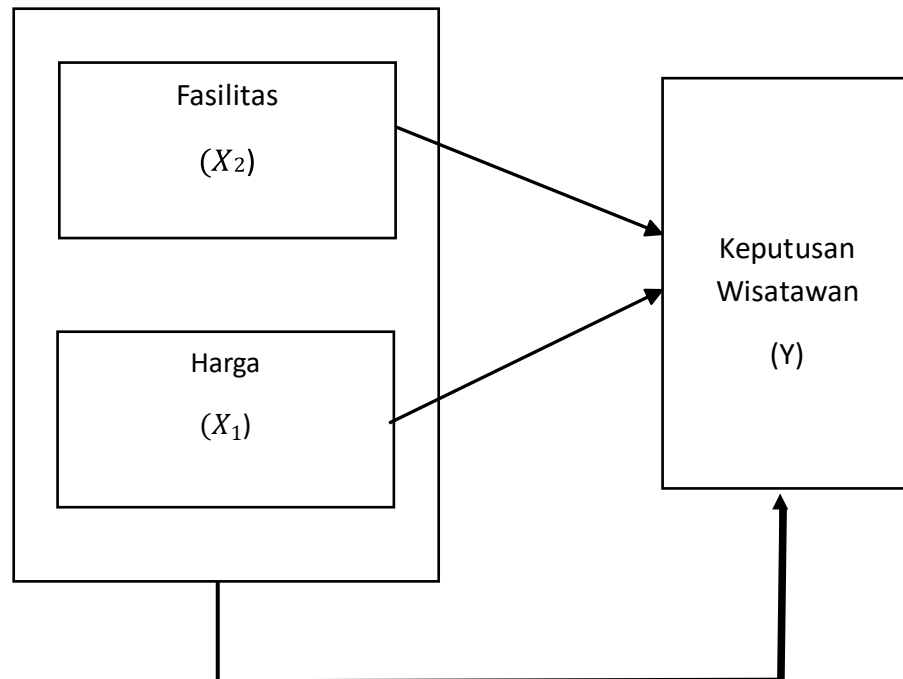 Fasilitas
(𝑋2)
Harga
(𝑋₁)
Keputusan
Wisatawan
(Y)